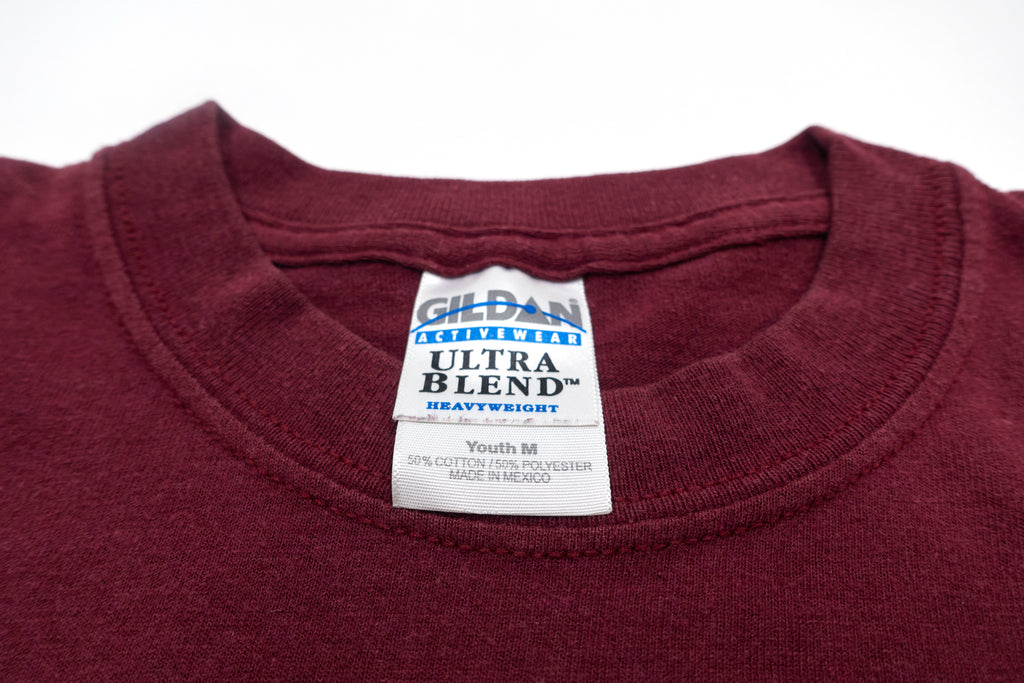 GILDAN
ACTIVEWEAR
ULTRA
BLEND™
HEAVYWEIGHT
Youth M
50% COTTON / 50% POLYESTER
MADE IN MEXICO